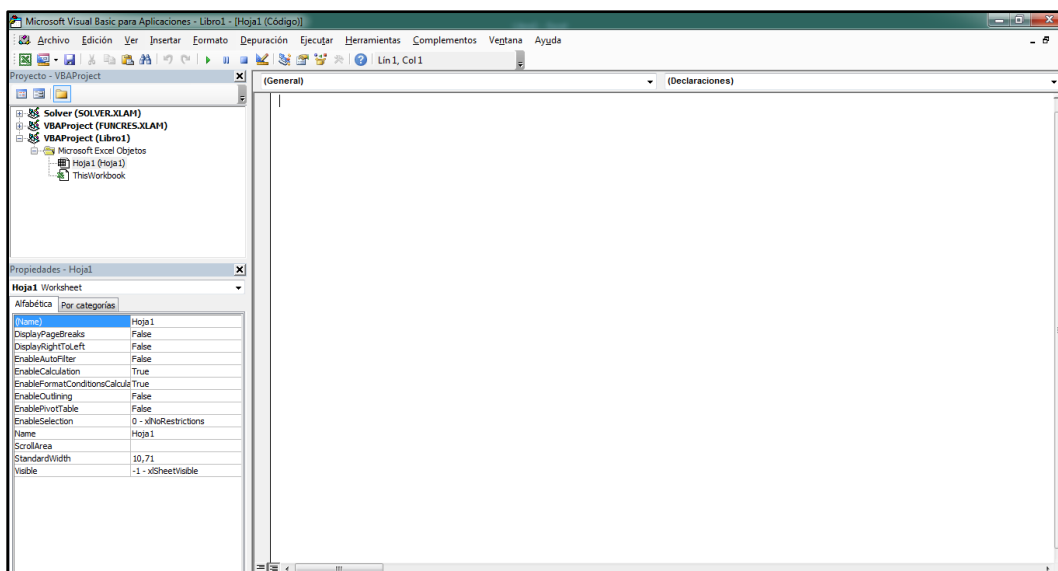 Microsoft Visual Basic para Aplicaciones - Libro1 - [Hoja1 (Código)]
Archivo Edición Ver Insertar Formato Depuración Ejecutar Herramientas Complementos Ventana Ayuda
Lín 1, Col 1
Proyecto - VBAProject
Solver (SOLVER.XLAM)
VBAProject (FUNCRES.XLAM)
VBAProject (Libro1)
Microsoft Excel Objetos
Hoja1 (Hoja1)
ThisWorkbook
Propiedades - Hoja1
Hoja1 Worksheet
Alfabética Por categorías
(Name) Hoja1
DisplayPageBreaks False
DisplayRightToLeft False
EnableAutoFilter False
EnableCalculation True
EnableFormatConditionsCalcula True
EnableOutlining False
EnablePivotTable False
EnableSelection 0 - xlNoRestrictions
Name Hoja1
ScrollArea
StandardWidth 10,71
Visible -1 - xlSheetVisible
(General) (Declaraciones)